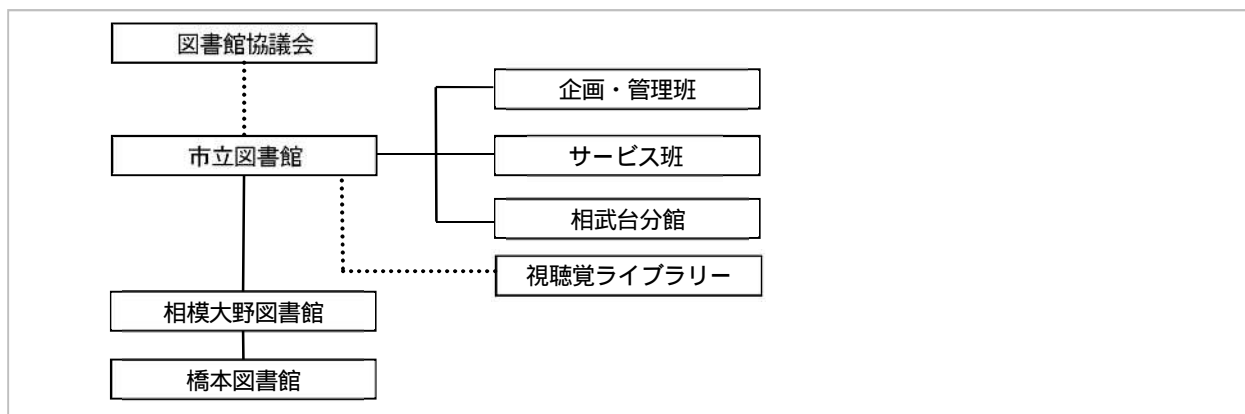 図書館協議会
企画・管理班
市立図書館
サービス班
相武台分館
視聴覚ライブラリー
相模大野図書館
橋本図書館